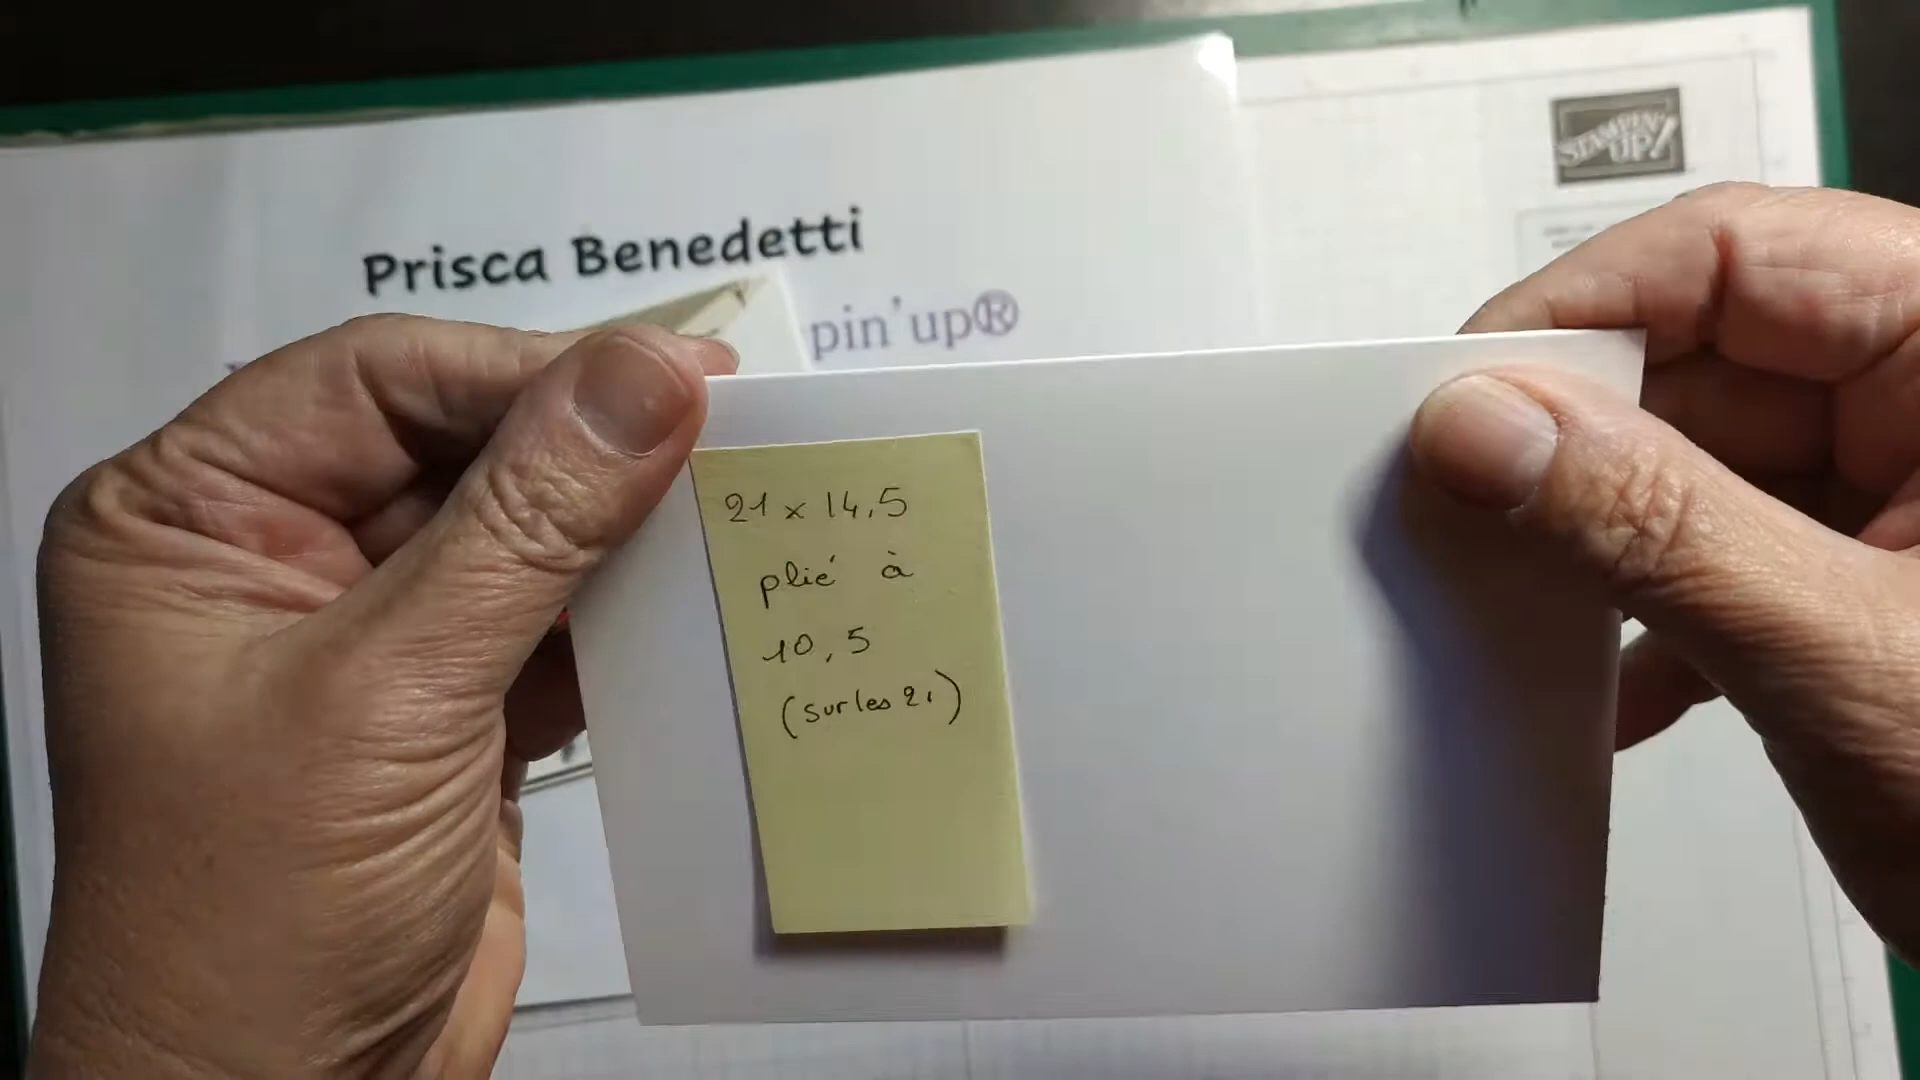 STAMPIN' UP!
Prisca Benedetti
pin'up®
21 x 14,5
plié à
10,5
(sur les 21)